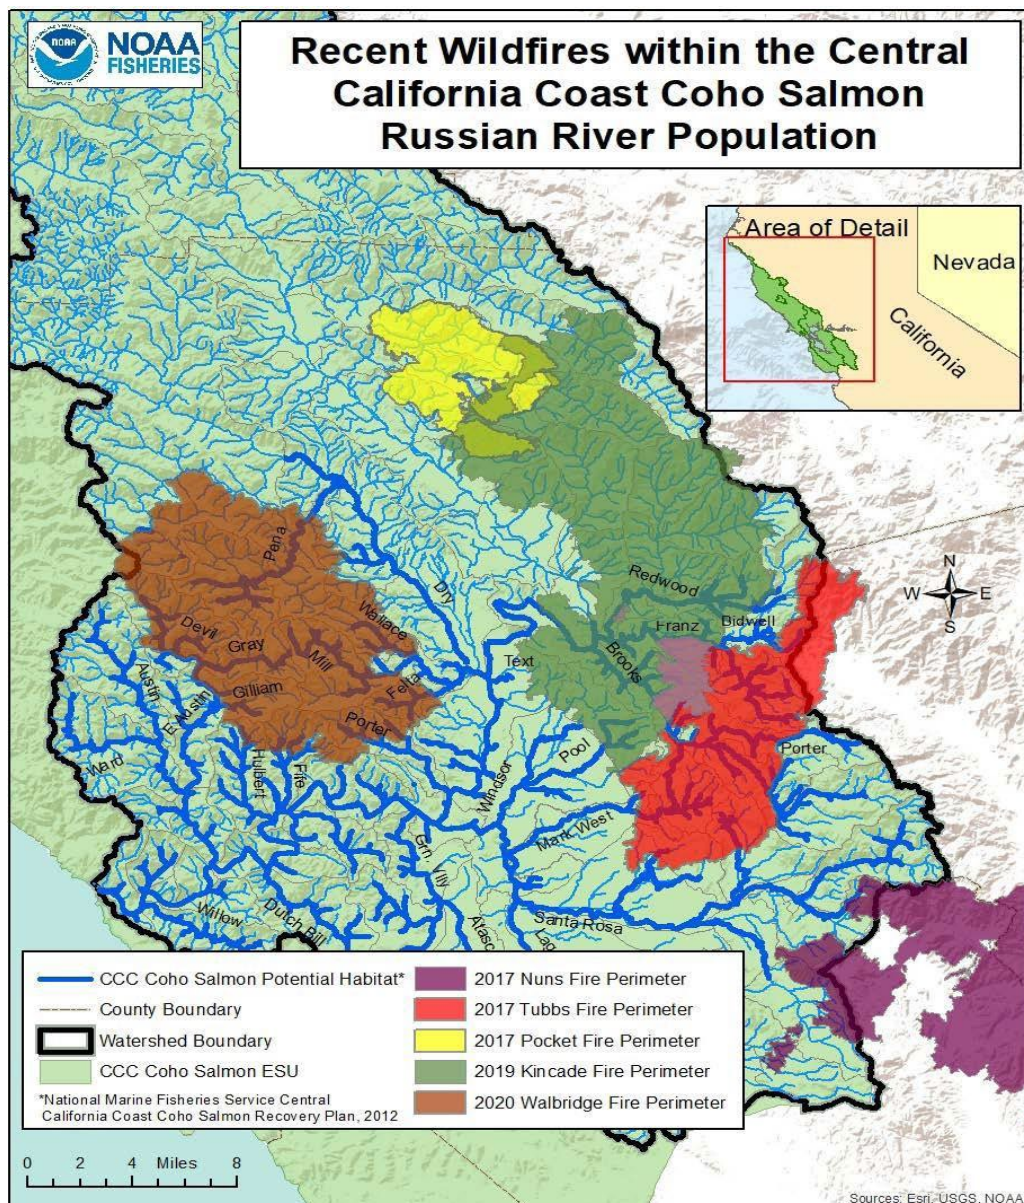 NOAA
NOAA
FISHERIES
Recent Wildfires within the Central
California Coast Coho Salmon
Russian River Population
Area of Detail
Nevada
California
N
W
E
S
Pena
Dry
Wallace
Devil
Gray
Mill
Gilliam
Felta
Porter
Austin
E Austin
Ward
Hulbert
Fife
Text
Redwood
Franz
Bidwell
Brooks
Porter
Pool
Windsor
Mark West
Grn Vlly
Santa Rosa
Willow
Dutch Bill
Atasc
Lag
CCC Coho Salmon Potential Habitat*
County Boundary
Watershed Boundary
CCC Coho Salmon ESU
*National Marine Fisheries Service Central
California Coast Coho Salmon Recovery Plan, 2012
2017 Nuns Fire Perimeter
2017 Tubbs Fire Perimeter
2017 Pocket Fire Perimeter
2019 Kincade Fire Perimeter
2020 Walbridge Fire Perimeter
0 2 4 Miles 8
Sources: Esri, USGS, NOAA